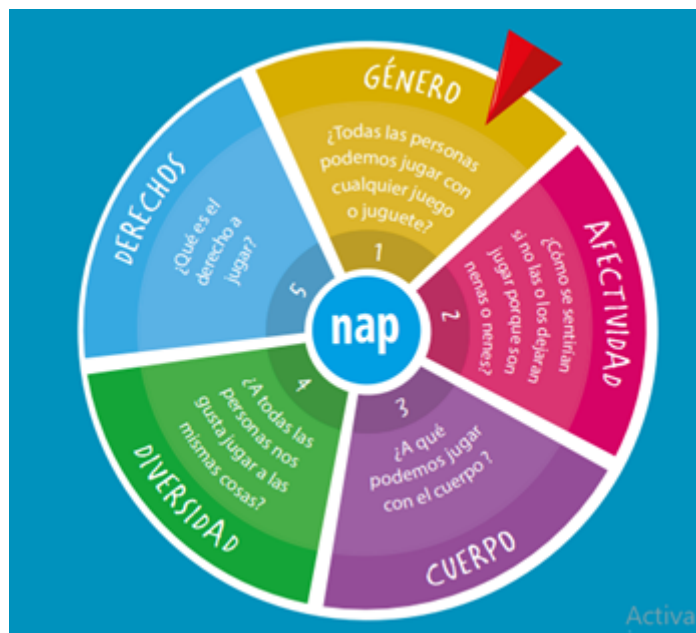 GÉNERO
¿Todas las personas
podemos jugar con
cualquier juego
o juguete?
1
AFECTIVIDAD
¿Cómo se sentirían
si no las o los dejaran
jugar porque son
nenas o nenes?
2
CUERPO
¿A qué
podemos jugar
con el cuerpo ?
3
DIVERSIDAD
¿A todas las
personas nos
gusta jugar a las
mismas cosas?
4
DERECHOS
¿Qué es el
derecho a
jugar?
5
nap
Activa